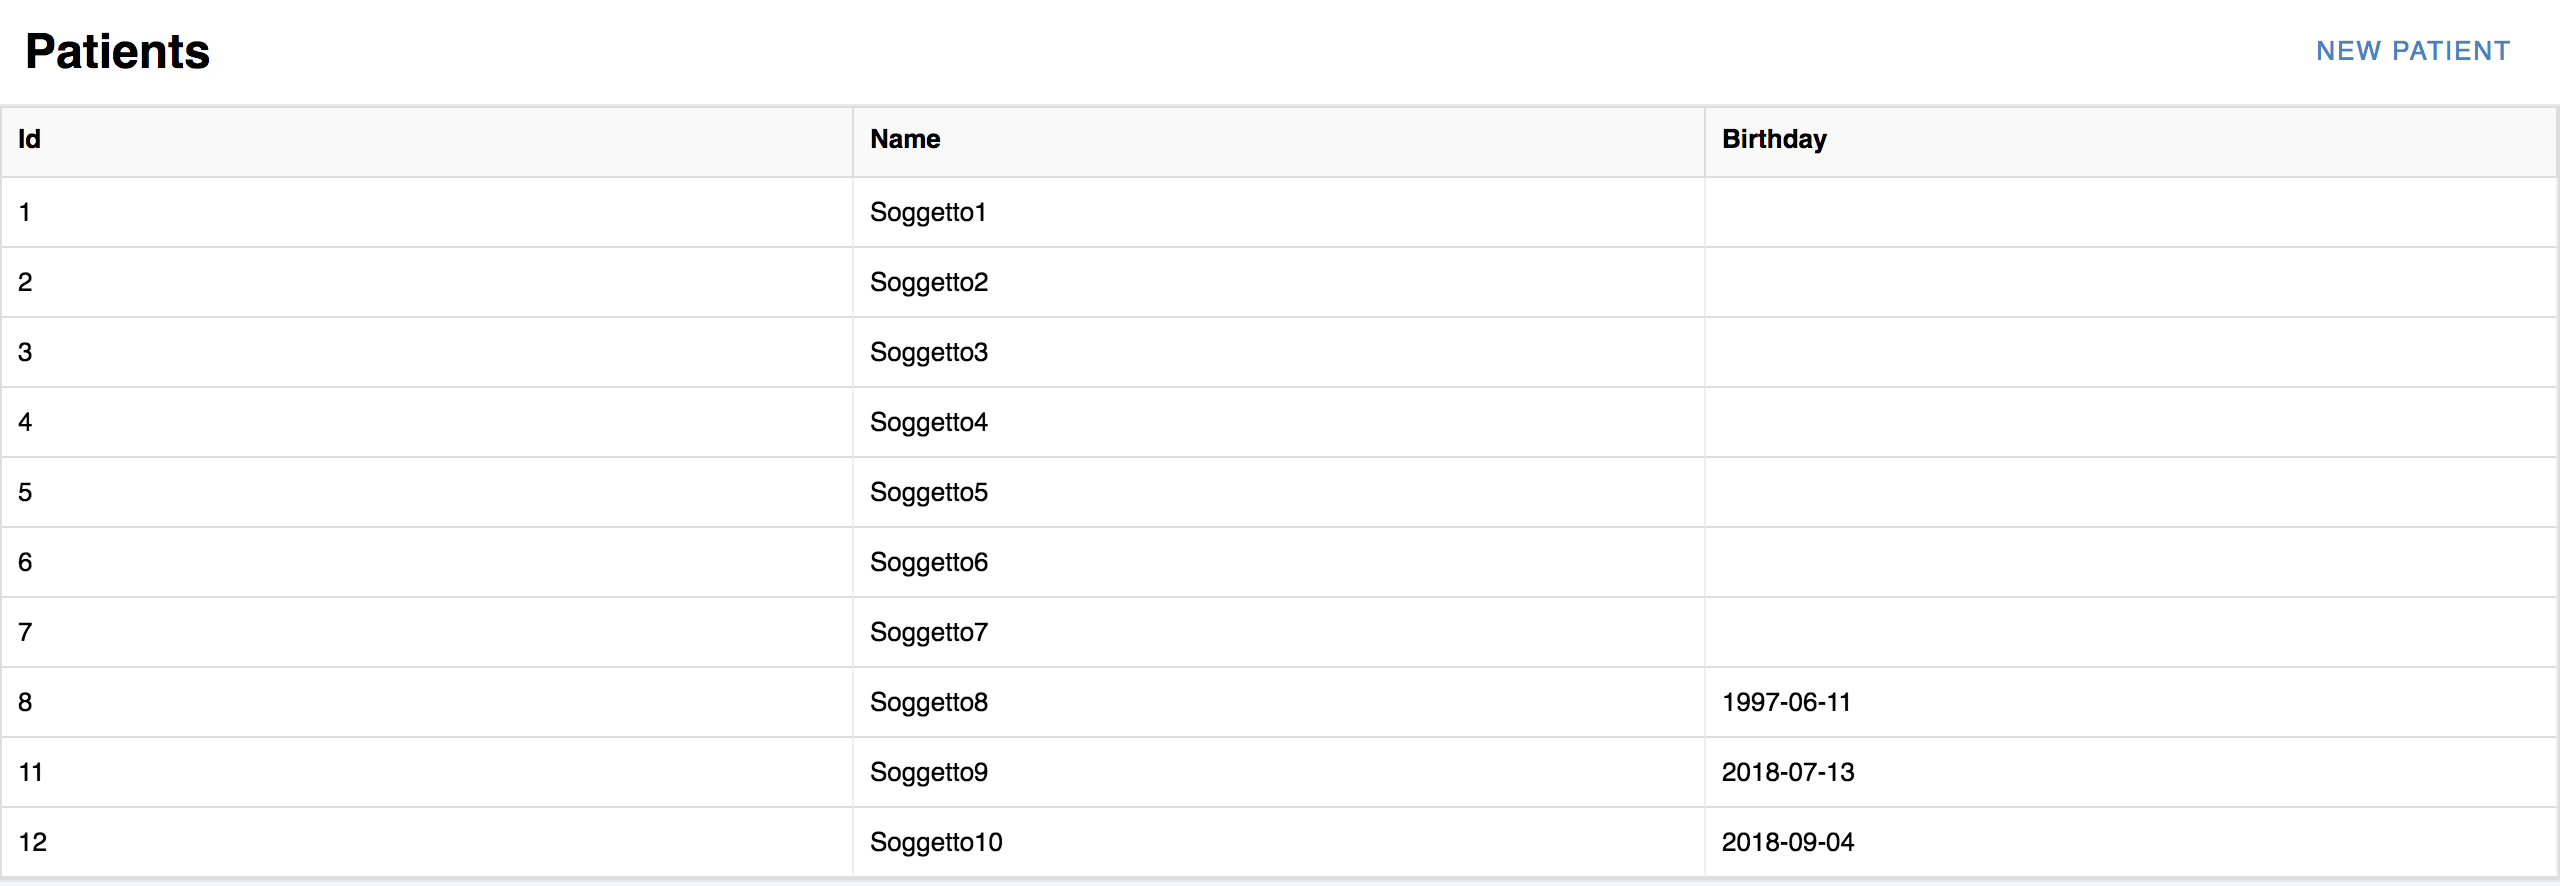 Patients
NEW PATIENT
Id Name Birthday
1 Soggetto1
2 Soggetto2
3 Soggetto3
4 Soggetto4
5 Soggetto5
6 Soggetto6
7 Soggetto7
8 Soggetto8 1997-06-11
11 Soggetto9 2018-07-13
12 Soggetto10 2018-09-04